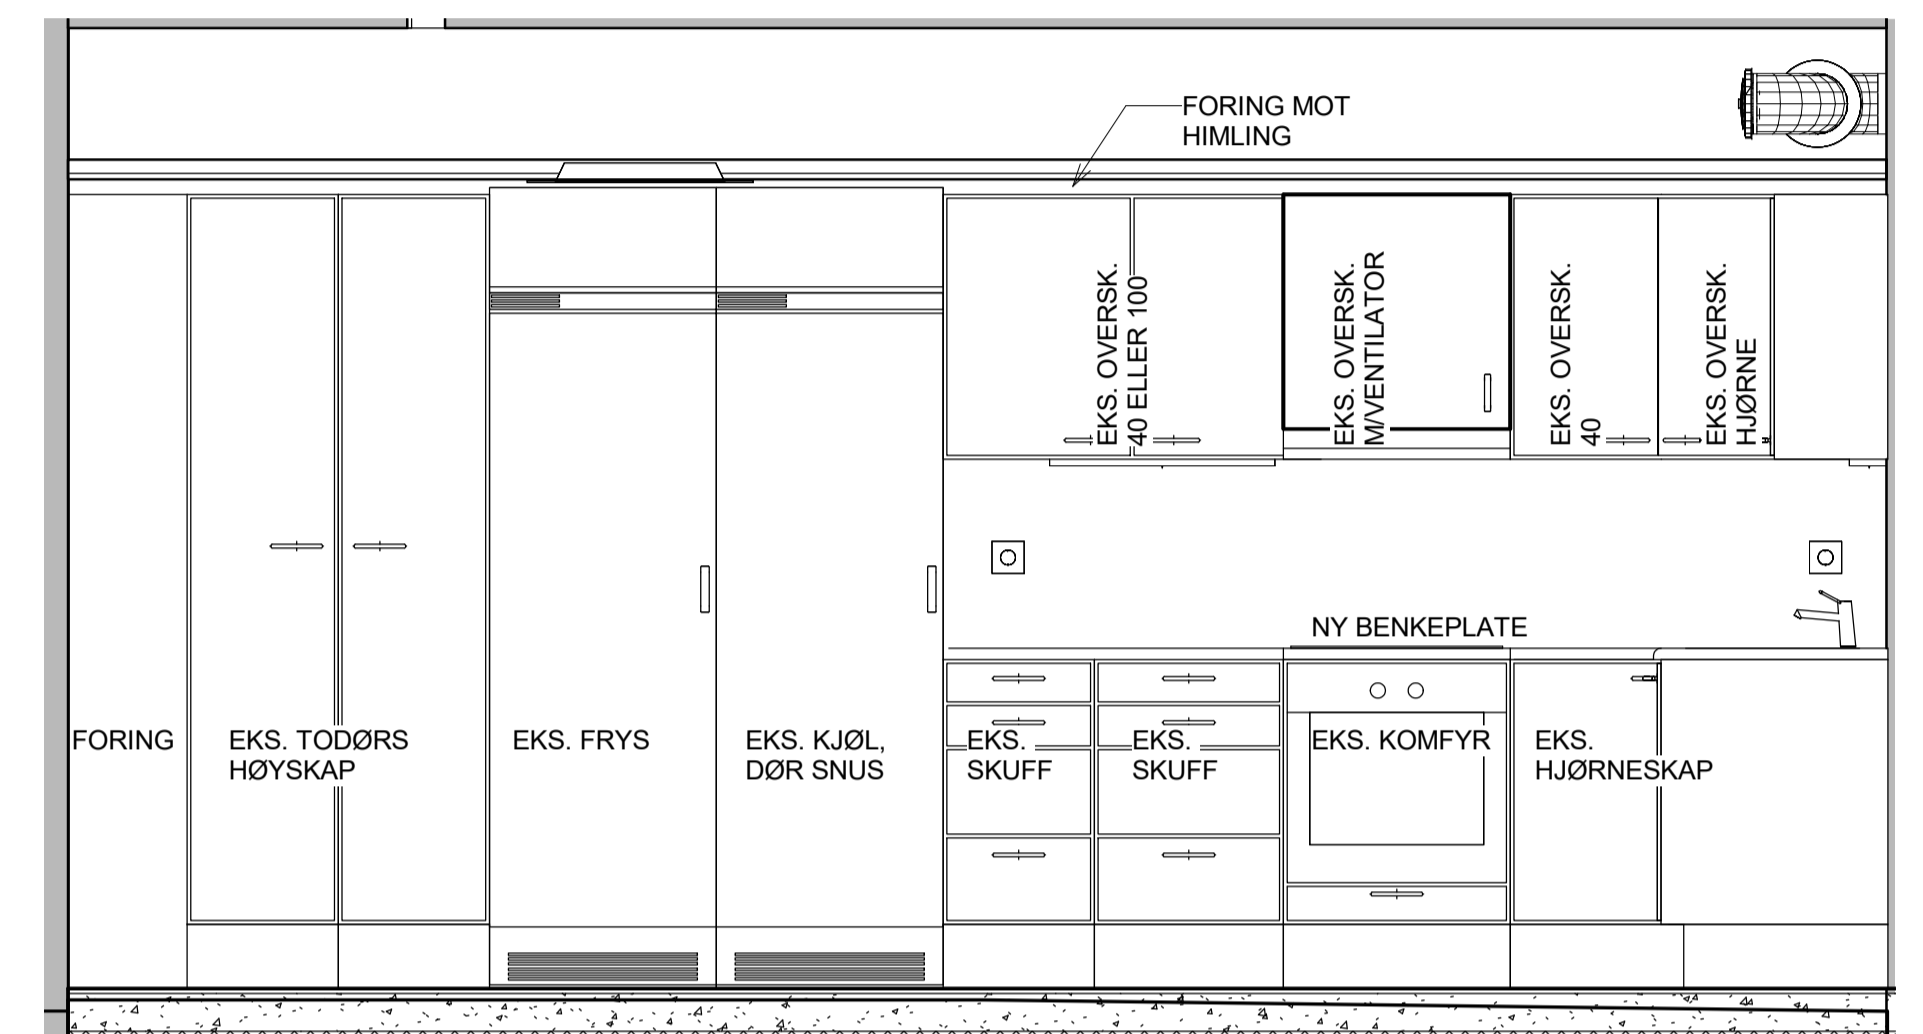 FORING MOT
HIMLING
EKS. OVERSK.
40 ELLER 100
EKS. OVERSK.
M/VENTILATOR
EKS. OVERSK.
40
EKS. OVERSK.
HJØRNE
NY BENKEPLATE
FORING
EKS. TODØRS
HØYSKAP
EKS. FRYS
EKS. KJØL,
DØR SNUS
EKS.
SKUFF
EKS.
SKUFF
EKS. KOMFYR
EKS.
HJØRNESKAP